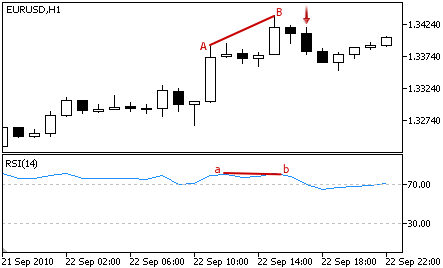 EURUSD,H1
B
A
1.34240
1.33740
1.33240
1.32740
RSI(14)
a
b
70.00
30.00
21 Sep 2010
22 Sep 02:00
22 Sep 06:00
22 Sep 10:00
22 Sep 14:00
22 Sep 18:00
22 Sep 22:00